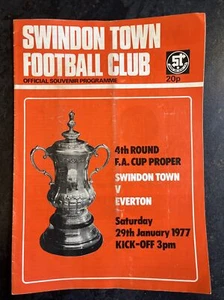 SWINDON TOWN
FOOTBALL CLUB
OFFICIAL SOUVENIR PROGRAMME
ST
20p
4th ROUND
F.A. CUP PROPER
SWINDON TOWN
V
EVERTON
Saturday
29th January 1977
KICK-OFF 3pm